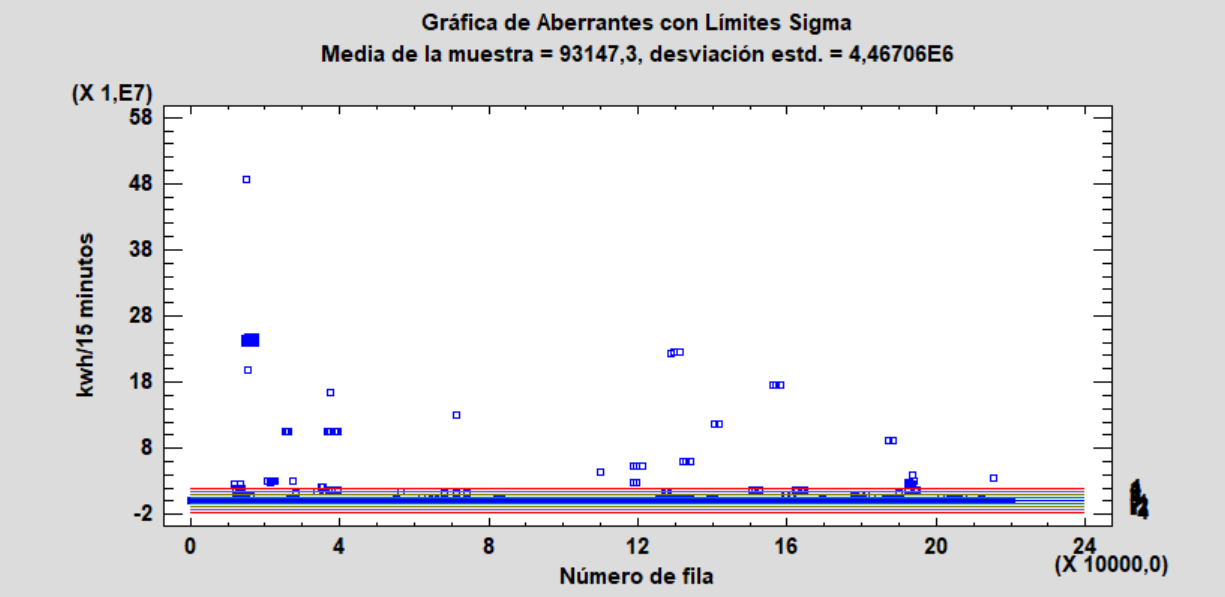 Gráfica de Aberrantes con Límites Sigma
Media de la muestra = 93147,3, desviación estd. = 4,46706E6
(X 1,E7)
58
48
38
28
18
8
-2
kwh/15 minutos
0 4 8 12 16 20 24
(X 10000,0)
Número de fila